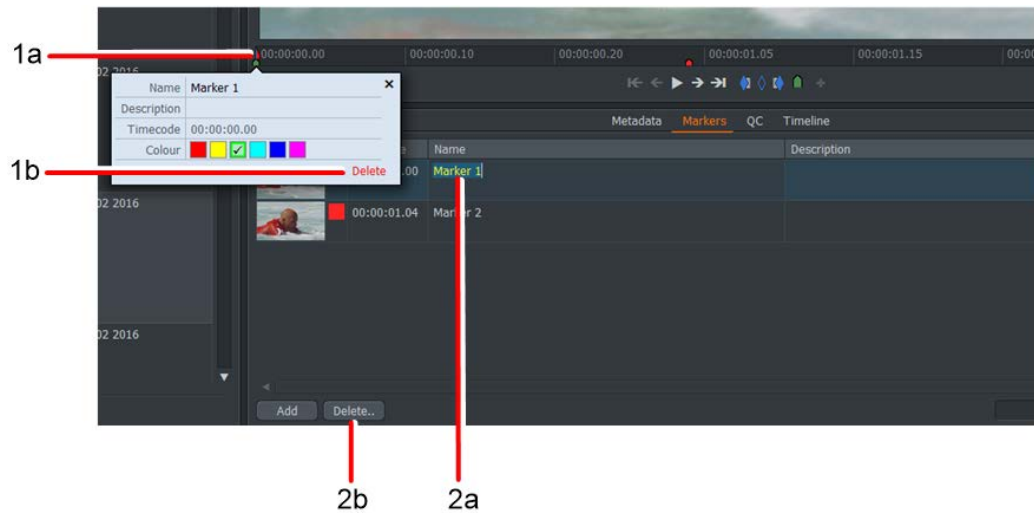 1a
00:00:00.00 00:00:00.10 00:00:00.20 00:00:01.05 00:00:01.15
02 2016
Name Marker 1
Description
Timecode 00:00:00.00
Colour
1b
Delete
Metadata Markers QC Timeline
Name Description
.00 Marker 1
02 2016
00:00:01.04 Marker 2
02 2016
Add Delete..
2b 2a